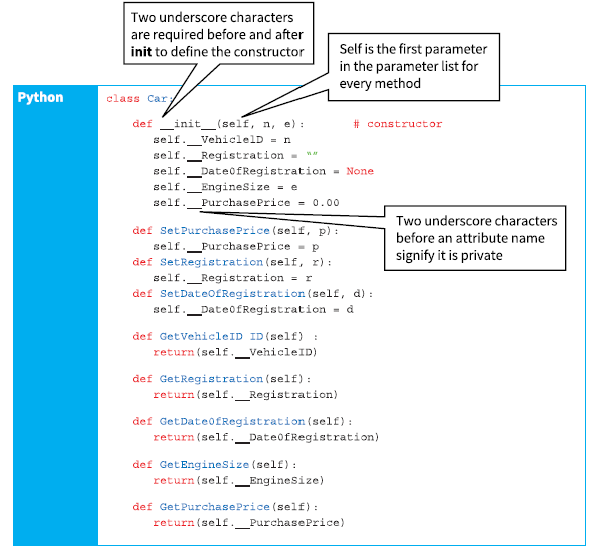 Two underscore characters
are required before and after
init to define the constructor
Self is the first parameter
in the parameter list for
every method
Python
class Car:
def __init__(self, n, e): # constructor
self.__VehiclelD = n
self.__Registration = “”
self.__Date0fRegistration = None
self.__EngineSize = e
self.__PurchasePrice = 0.00
Two underscore characters
before an attribute name
signify it is private
def SetPurchasePrice(self, p):
self.__PurchasePrice = p
def SetRegistration(self, r):
self.__Registration = r
def SetDateOfRegistration(self, d):
self.__Date0fRegistration = d
def GetVehicleID ID(self) :
return(self.__VehicleID)
def GetRegistration(self):
return(self.__Registration)
def GetDate0fRegistration(self):
return(self.__Date0fRegistration)
def GetEngineSize(self):
return(self.__EngineSize)
def GetPurchasePrice(self):
return(self.__PurchasePrice)